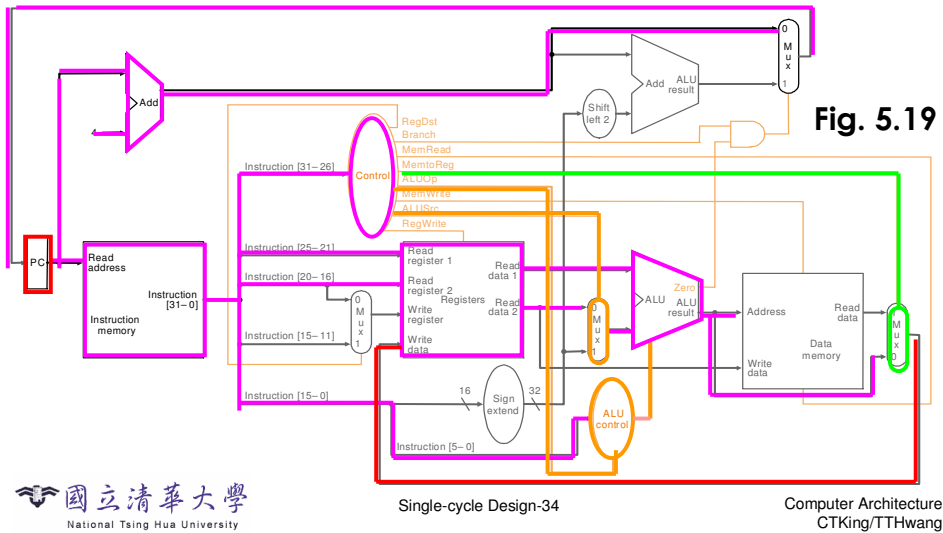 0
M
u
x
1
Add
ALU
result
Add
Shift
left 2
Fig. 5.19
4
RegDst
Branch
MemRead
MemtoReg
ALUOp
MemWrite
ALUSrc
RegWrite
Instruction [31–26]
Control
PC
Read
address
Instruction
[31–0]
Instruction
memory
Instruction [25–21]
Instruction [20–16]
Instruction [15–11]
Instruction [15–0]
0
M
u
x
1
Read
register 1
Read
register 2
Registers
Write
register
Write
data
Read
data 1
Read
data 2
0
M
u
x
1
Zero
ALU
ALU
result
Address
Read
data
Data
memory
Write
data
1
M
u
x
0
16
Sign
extend
32
ALU
control
Instruction [5–0]
國立清華大學
National Tsing Hua University
Single-cycle Design-34
Computer Architecture
CTKing/TTHwang